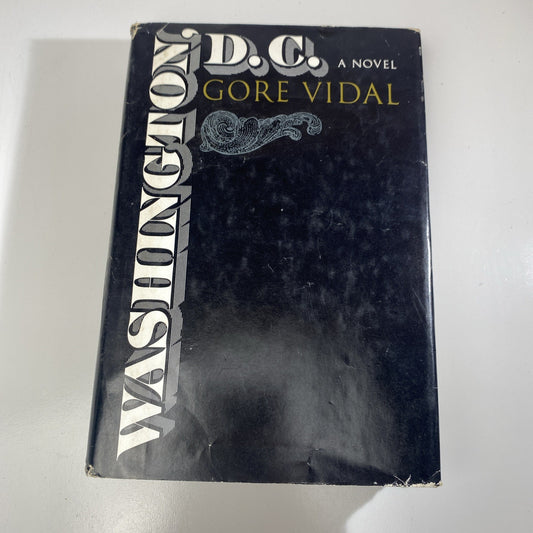 WASHINGTON,
D.C.
A NOVEL
GORE VIDAL